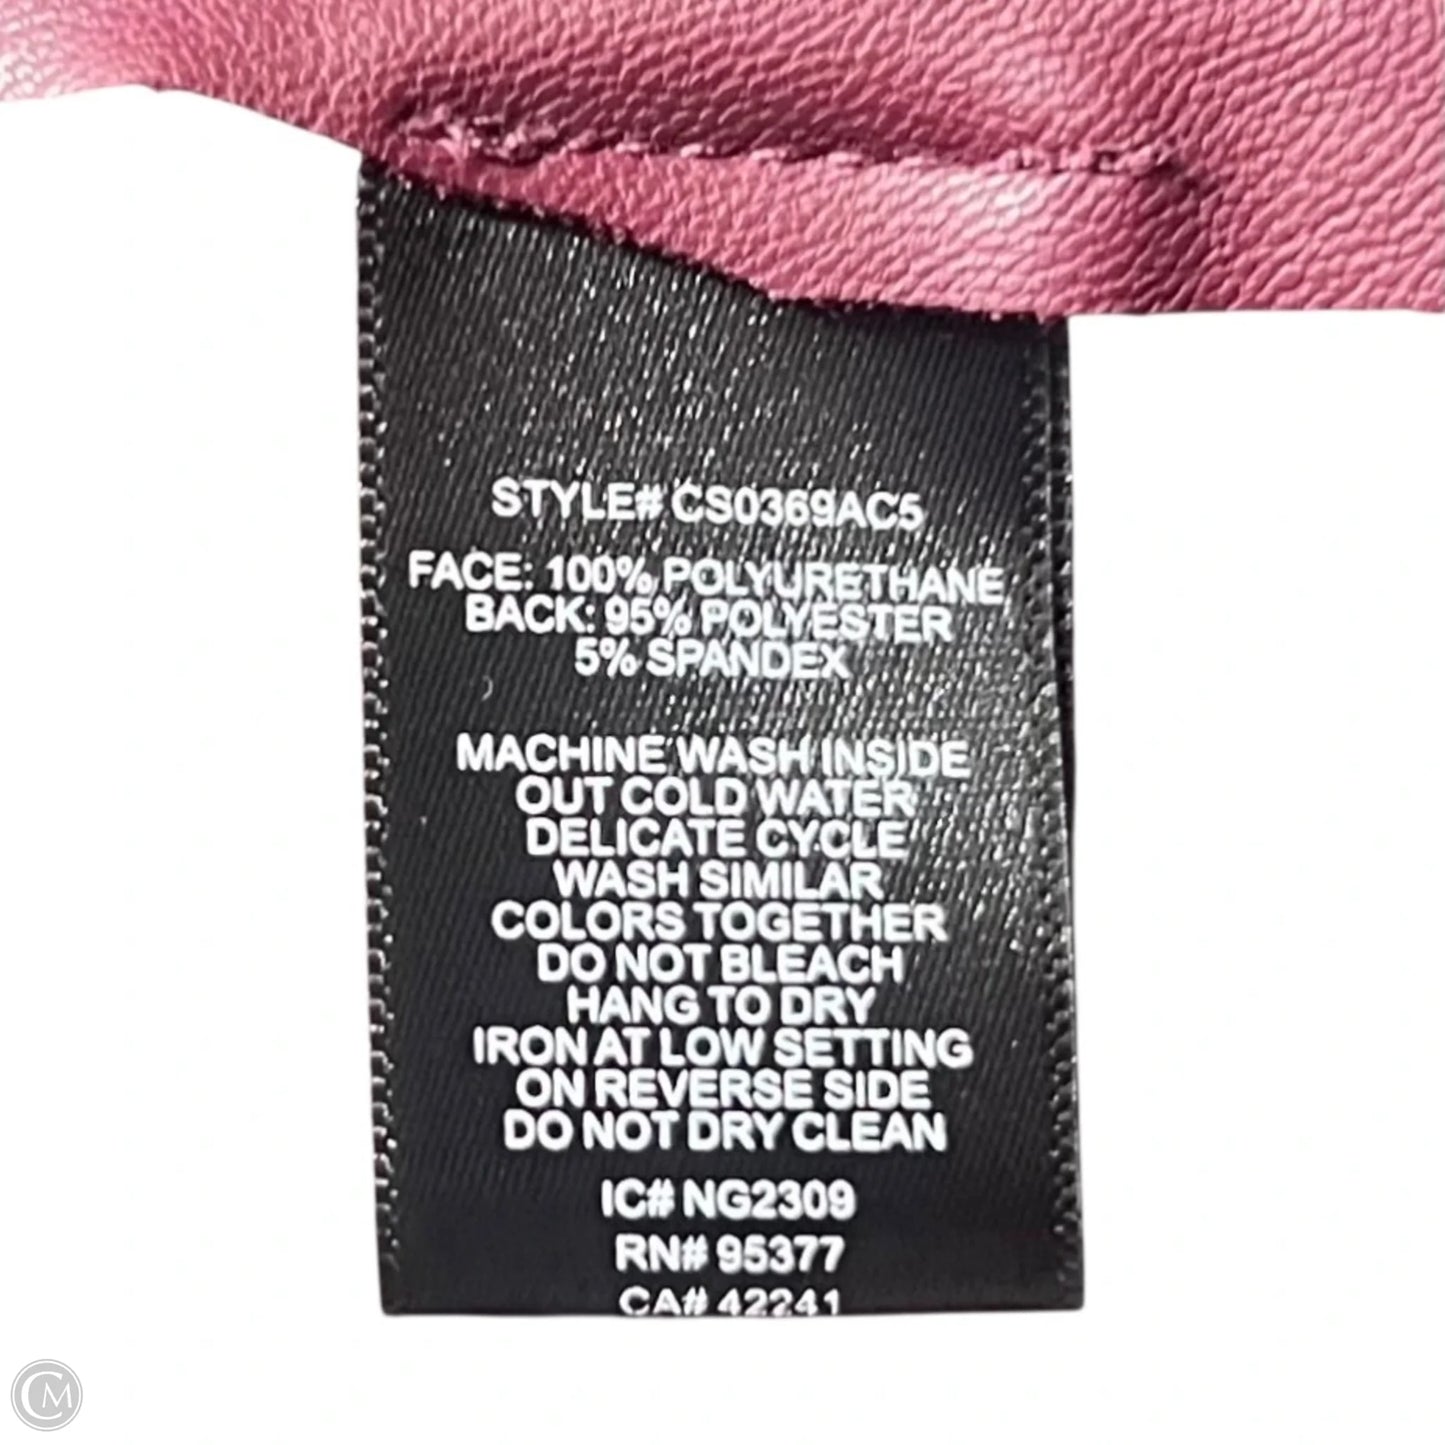 STYLE# CS0369AC5
FACE: 100% POLYURETHANE,
BACK: 95% POLYESTER
5% SPANDEX
MACHINE WASH INSIDE
OUT COLD WATER
DELICATE CYCLE
WASH SIMILAR
COLORS TOGETHER
DO NOT BLEACH
HANG TO DRY
IRON AT LOW SETTING
ON REVERSE SIDE
DO NOT DRY CLEAN
IC# NG2309
RN# 95377
CA# 42241
CM